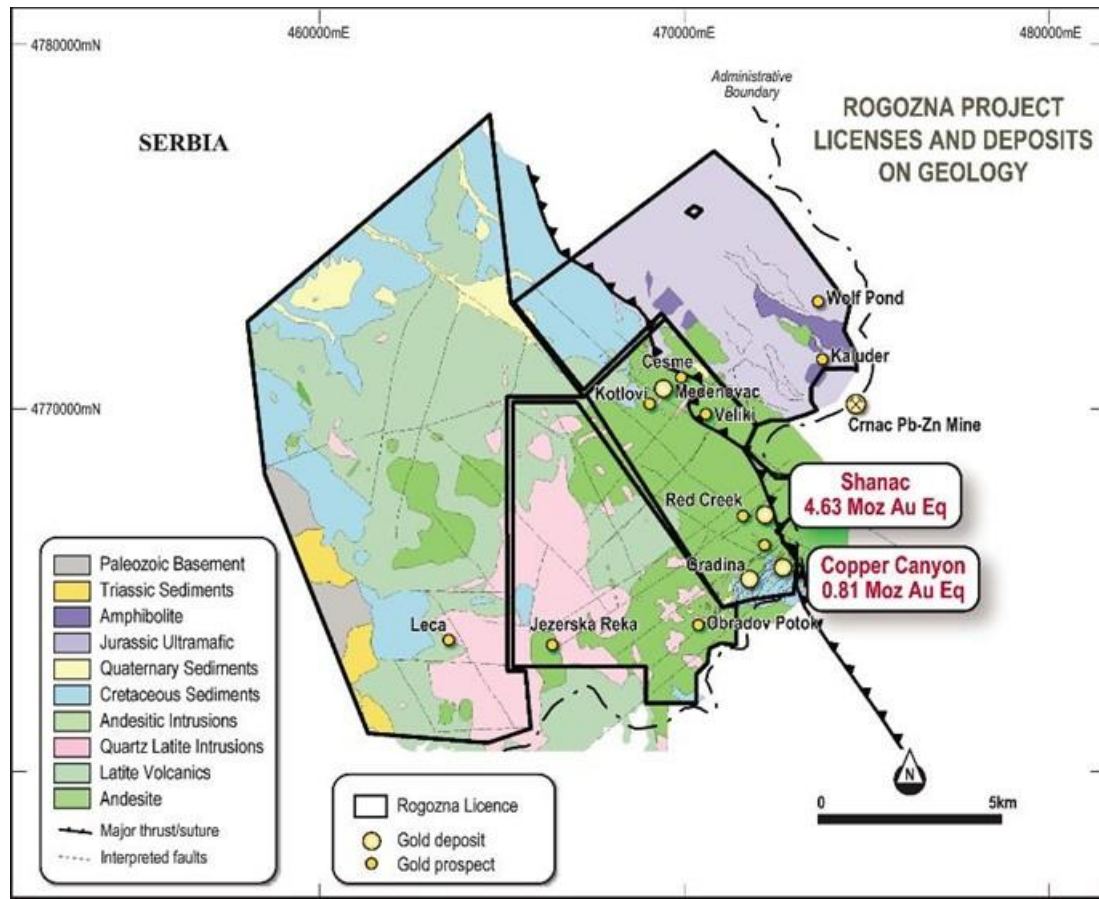 460000mE
470000mE
480000mE
4780000mN
Administrative
Boundary
ROGOZNA PROJECT
LICENSES AND DEPOSITS
ON GEOLOGY
SERBIA
Wolf Pond
Kaluder
Cesme
Kotlovi
Medenovac
Veliki
4770000mN
Crnac Pb-Zn Mine
Shanac
4.63 Moz Au Eq
Red Creek
Copper Canyon
0.81 Moz Au Eq
Gradina
Obradov Potok
Leca
Jezerska Reka
Paleozoic Basement
Triassic Sediments
Amphibolite
Jurassic Ultramafic
Quaternary Sediments
Cretaceous Sediments
Andesitic Intrusions
Quartz Latite Intrusions
Latite Volcanics
Andesite
Major thrust/suture
Interpreted faults
Rogozna Licence
Gold deposit
Gold prospect
N
0 5km